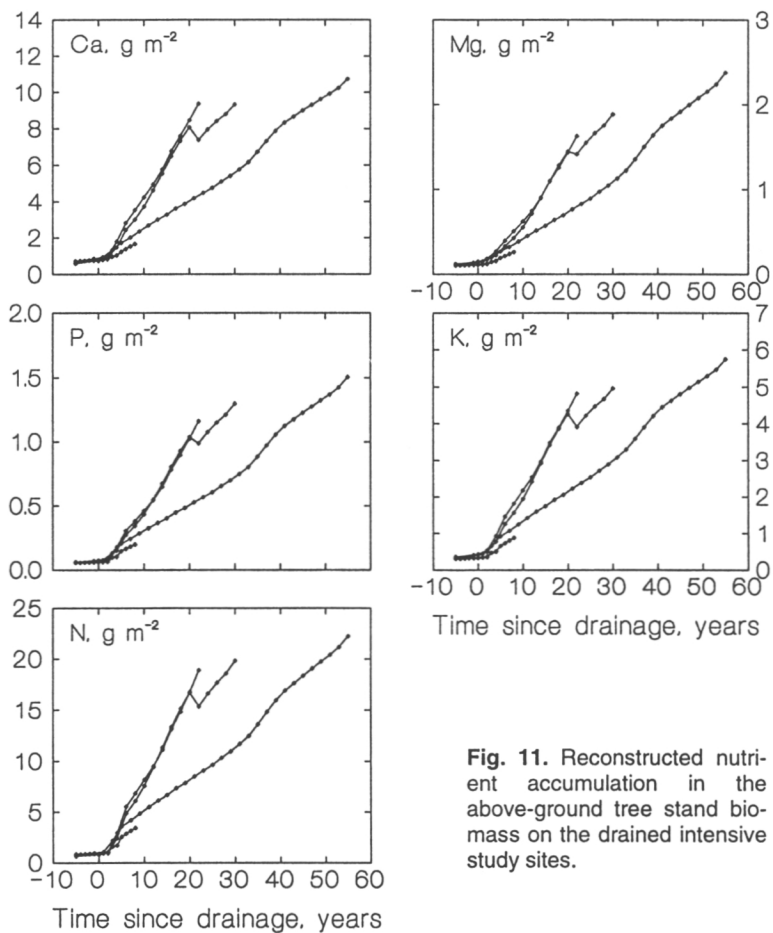 Ca, g m⁻²
14
12
10
8
6
4
2
0
Mg, g m⁻²
3
2
1
0
-10 0 10 20 30 40 50 60
P, g m⁻²
2.0
1.5
1.0
0.5
0.0
K, g m⁻²
7
6
5
4
3
2
1
0
-10 0 10 20 30 40 50 60
Time since drainage, years
N, g m⁻²
25
20
15
10
5
0
-10 0 10 20 30 40 50 60
Time since drainage, years
Fig. 11. Reconstructed nutri-
ent accumulation in the
above-ground tree stand bio-
mass on the drained intensive
study sites.